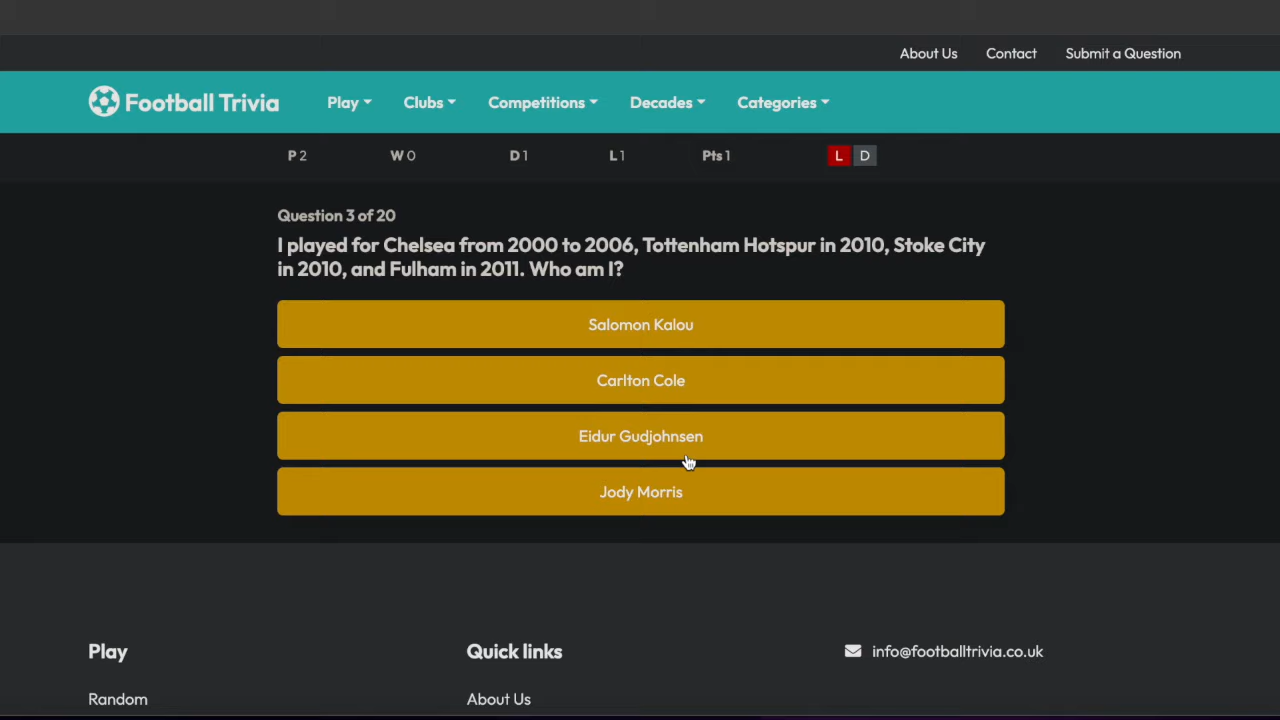 About Us Contact Submit a Question
Football Trivia Play Clubs Competitions Decades Categories
P 2 W 0 D 1 L 1 Pts 1 L D
Question 3 of 20
I played for Chelsea from 2000 to 2006, Tottenham Hotspur in 2010, Stoke City
in 2010, and Fulham in 2011. Who am I?
Salomon Kalou
Carlton Cole
Eidur Gudjohnsen
Jody Morris
Play Quick links info@footballtrivia.co.uk
Random About Us